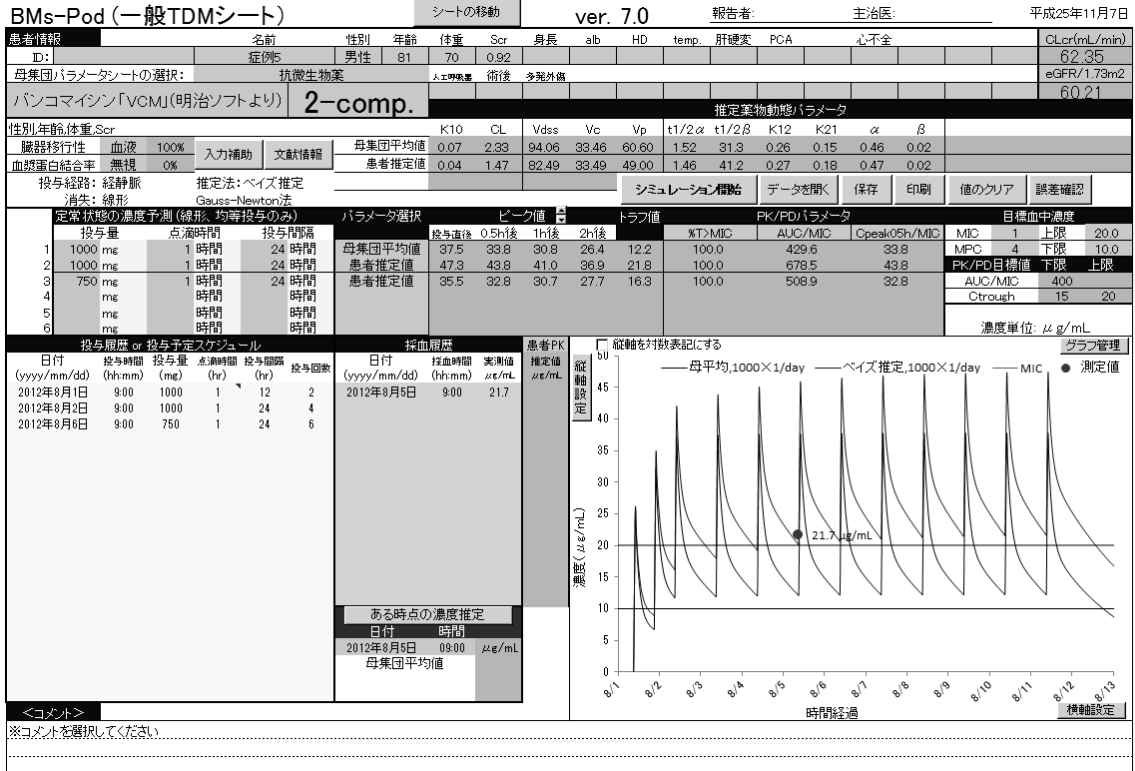 BMs-Pod (一般TDMシート) シートの移動 ver. 7.0 報告者: 主治医: 平成25年11月7日
患者情報 名前 性別 年齢 体重 Scr 身長 alb HD temp. 肝硬変 PCA 心不全 CLcr(mL/min)
ID: 症例5 男性 81 70 0.92 62.35
母集団パラメータシートの選択: 抗微生物薬 人工呼吸器 術後 多発外傷 eGFR/1.73m2
バンコマイシン「VCM」(明治ソフトより) 2-comp. 60.21
推定薬物動態パラメータ
性別,年齢,体重,Scr K10 CL Vdss Vc Vp t1/2α t1/2β K12 K21 α β
臓器移行性 血液 100% 入力補助 文献情報 母集団平均値 0.07 2.33 94.06 33.46 60.60 1.52 31.3 0.26 0.15 0.46 0.02
血漿蛋白結合率 無視 0% 患者推定値 0.04 1.47 82.49 33.49 49.00 1.46 41.2 0.27 0.18 0.47 0.02
投与経路: 経静脈 推定法: ベイズ推定 シミュレーション開始 データを開く 保存 印刷 値のクリア 誤差確認
消失: 線形 Gauss-Newton法
定常状態の濃度予測 (線形、均等投与のみ) パラメータ選択 ピーク値 トラフ値 PK/PDパラメータ 目標血中濃度
投与量 点滴時間 投与間隔 投与直後 0.5h後 1h後 2h後 %T>MIC AUC/MIC Cpeak05h/MIC MIC 1 上限 20.0
1 1000 mg 1 時間 24 時間 母集団平均値 37.5 33.8 30.8 26.4 12.2 100.0 429.6 33.8 MPC 4 下限 10.0
2 1000 mg 1 時間 24 時間 患者推定値 47.3 43.8 41.0 36.9 21.8 100.0 678.5 43.8 PK/PD目標値 下限 上限
3 750 mg 1 時間 24 時間 患者推定値 35.5 32.8 30.7 27.7 16.3 100.0 508.9 32.8 AUC/MIC 400
4 mg 時間 時間 Ctrough 15 20
5 mg 時間 時間
6 mg 時間 時間 濃度単位: μg/mL
投与履歴 or 投与予定スケジュール 採血履歴 患者PK 縦軸を対数表記にする グラフ管理
日付 投与時間 投与量 点滴時間 投与間隔 投与回数 日付 採血時間 実測値 推定値
(yyyy/mm/dd) (hh:mm) (mg) (hr) (hr) (yyyy/mm/dd) (hh:mm) μg/mL μg/mL
2012年8月1日 9:00 1000 1 12 2 2012年8月5日 9:00 21.7
2012年8月2日 9:00 1000 1 24 4
2012年8月6日 9:00 750 1 24 6
縦軸設定
母平均,1000×1/day ベイズ推定,1000×1/day MIC 測定値
50
45
40
35
30
25
21.7 μg/mL
20
15
10
5
0
濃度(μg/mL)
8/1 8/2 8/3 8/4 8/5 8/6 8/7 8/8 8/9 8/10 8/11 8/12 8/13
時間経過
横軸設定
ある時点の濃度推定
日付 時間
2012年8月5日 09:00 μg/mL
母集団平均値
<コメント>
※コメントを選択してください